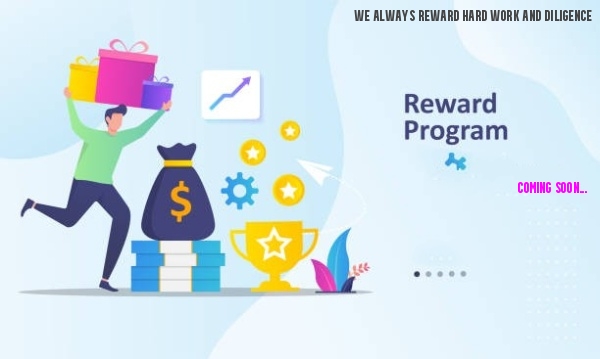 WE ALWAYS REWARD HARD WORK AND DILIGENCE
Reward
Program
COMING SOON...
$